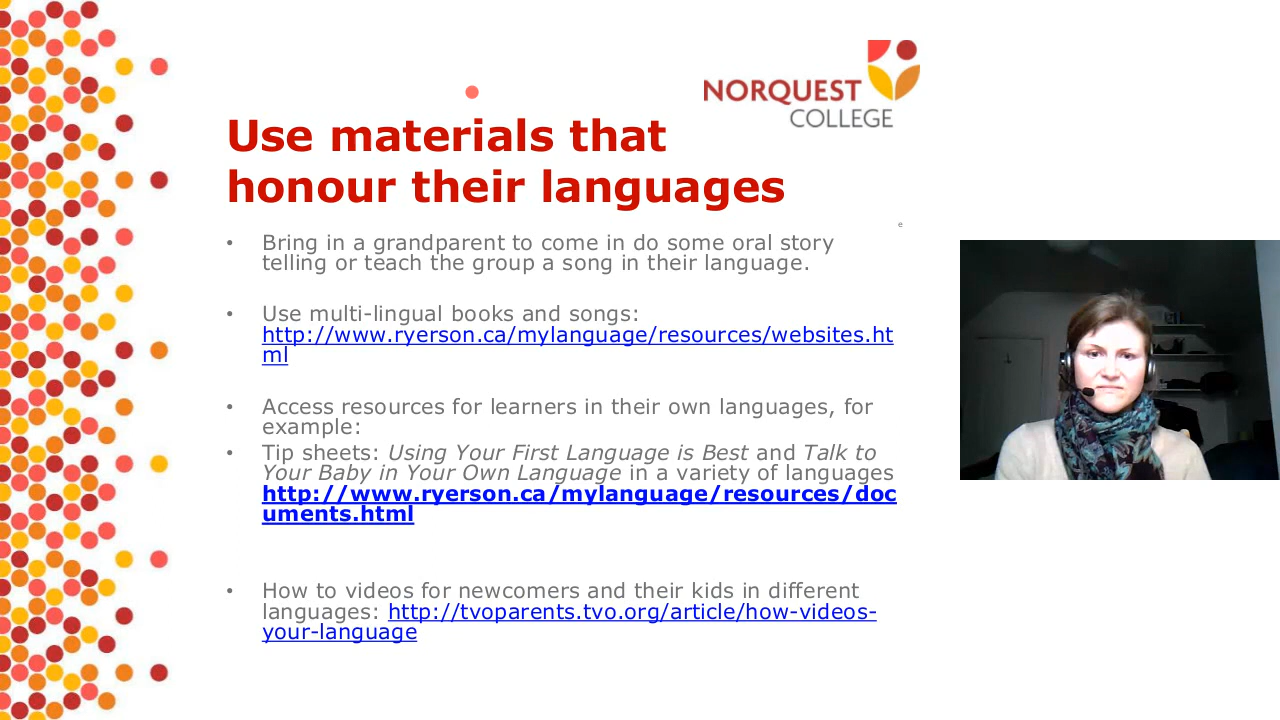 NORQUEST
COLLEGE
Use materials that
honour their languages
e
• Bring in a grandparent to come in do some oral story
telling or teach the group a song in their language.
• Use multi-lingual books and songs:
http://www.ryerson.ca/mylanguage/resources/websites.ht
ml
• Access resources for learners in their own languages, for
example:
• Tip sheets: Using Your First Language is Best and Talk to
Your Baby in Your Own Language in a variety of languages
http://www.ryerson.ca/mylanguage/resources/doc
uments.html
• How to videos for newcomers and their kids in different
languages: http://tvoparents.tvo.org/article/how-videos-
your-language